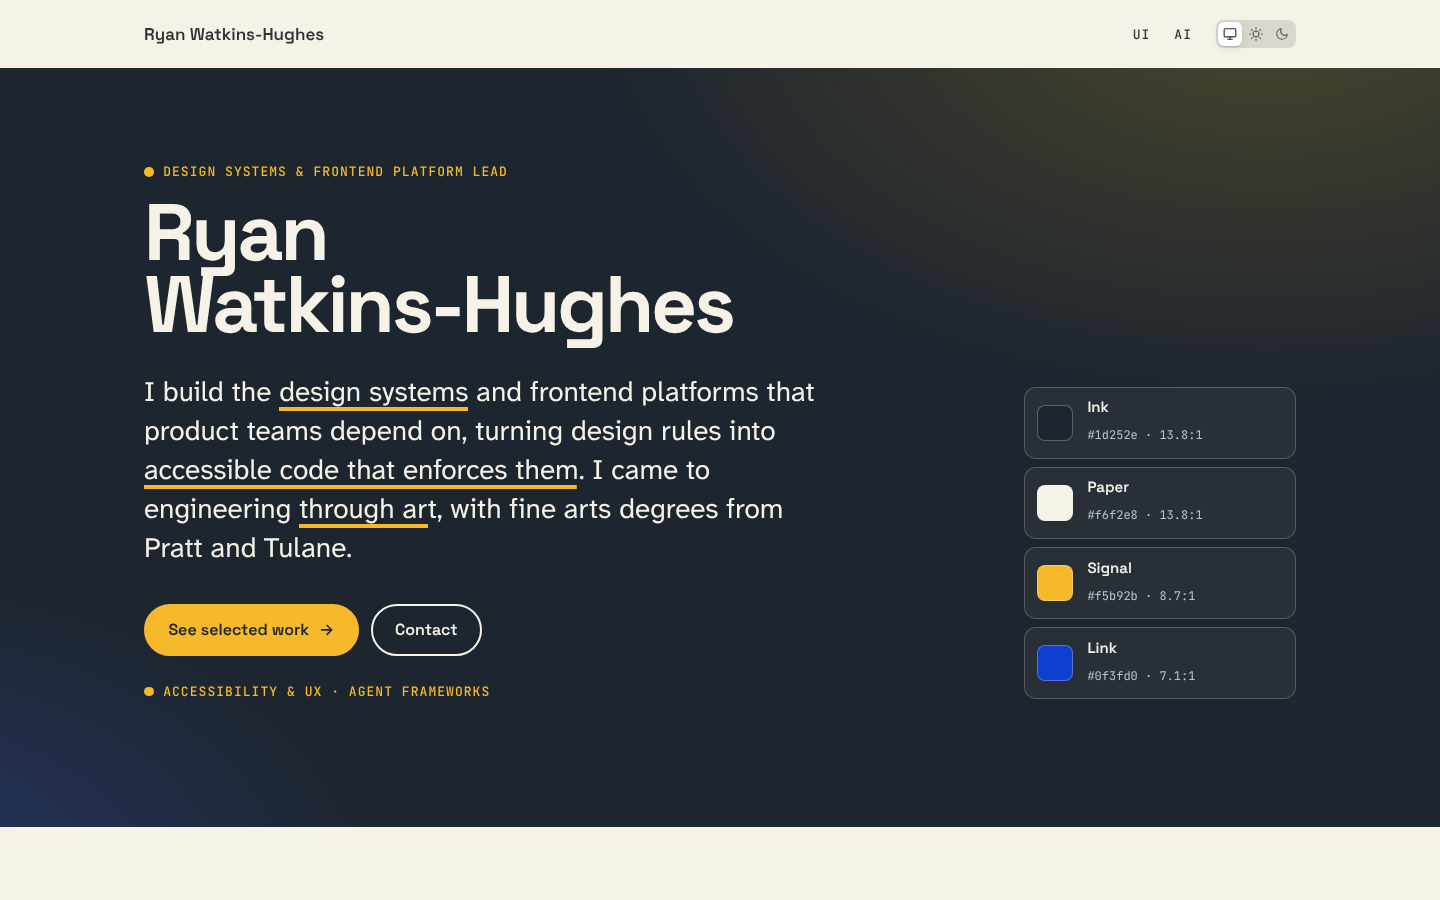 Ryan Watkins-Hughes
UI AI
DESIGN SYSTEMS & FRONTEND PLATFORM LEAD
Ryan
Watkins-Hughes
I build the design systems and frontend platforms that
product teams depend on, turning design rules into
accessible code that enforces them. I came to
engineering through art, with fine arts degrees from
Pratt and Tulane.
See selected work →
Contact
ACCESSIBILITY & UX · AGENT FRAMEWORKS
Ink
#1d252e · 13.8:1
Paper
#f6f2e8 · 13.8:1
Signal
#f5b92b · 8.7:1
Link
#0f3fd0 · 7.1:1